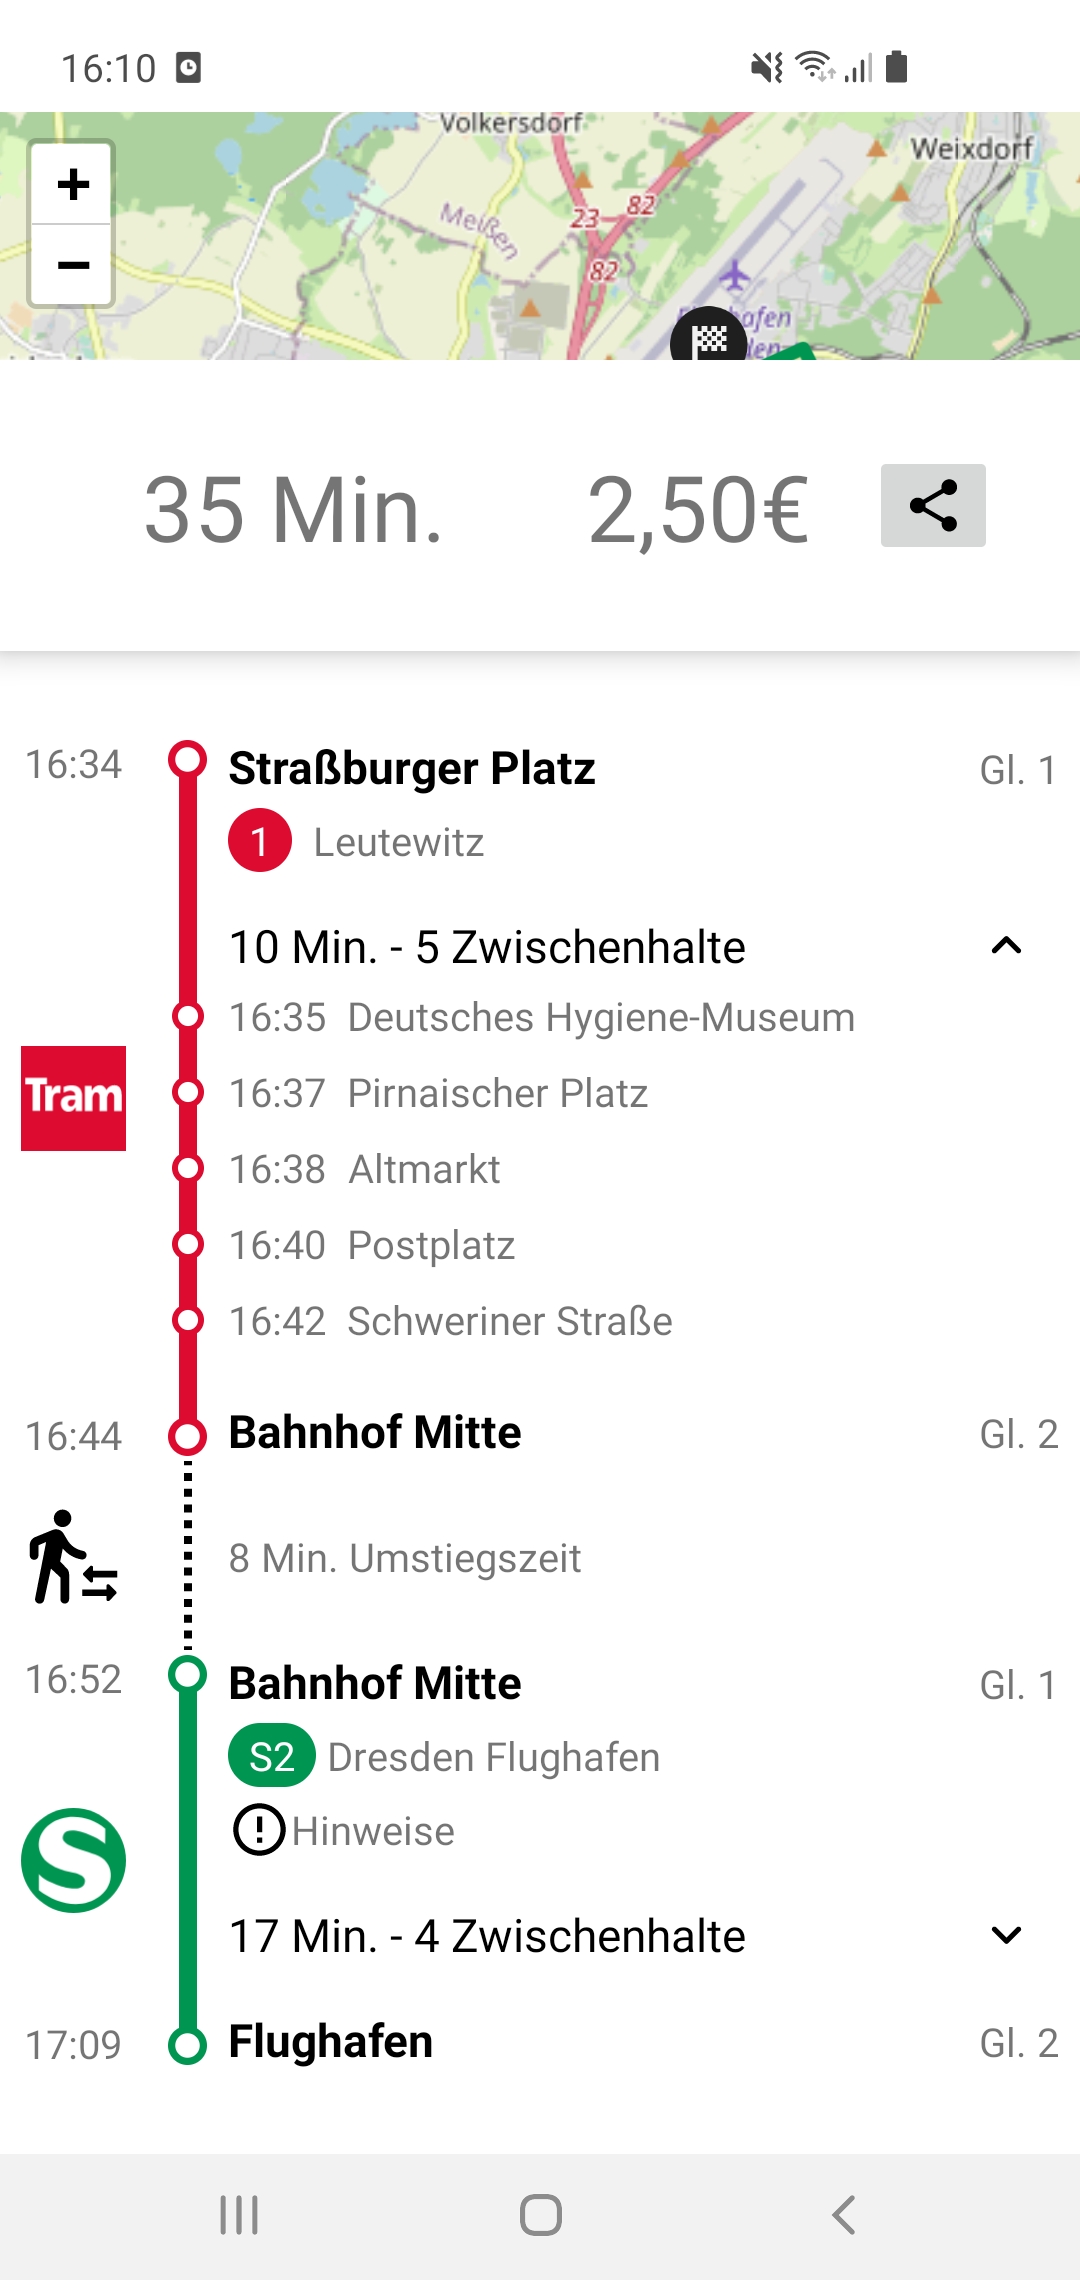 16:10
Volkersdorf
Weixdorf
+
Meißen
23
82
82
−
35 Min.
2,50€
16:34 Straßburger Platz Gl. 1
1 Leutewitz
10 Min. - 5 Zwischenhalte
16:35 Deutsches Hygiene-Museum
Tram
16:37 Pirnaischer Platz
16:38 Altmarkt
16:40 Postplatz
16:42 Schweriner Straße
16:44 Bahnhof Mitte Gl. 2
8 Min. Umstiegszeit
16:52 Bahnhof Mitte Gl. 1
S2 Dresden Flughafen
Hinweise
S
17 Min. - 4 Zwischenhalte
17:09 Flughafen Gl. 2